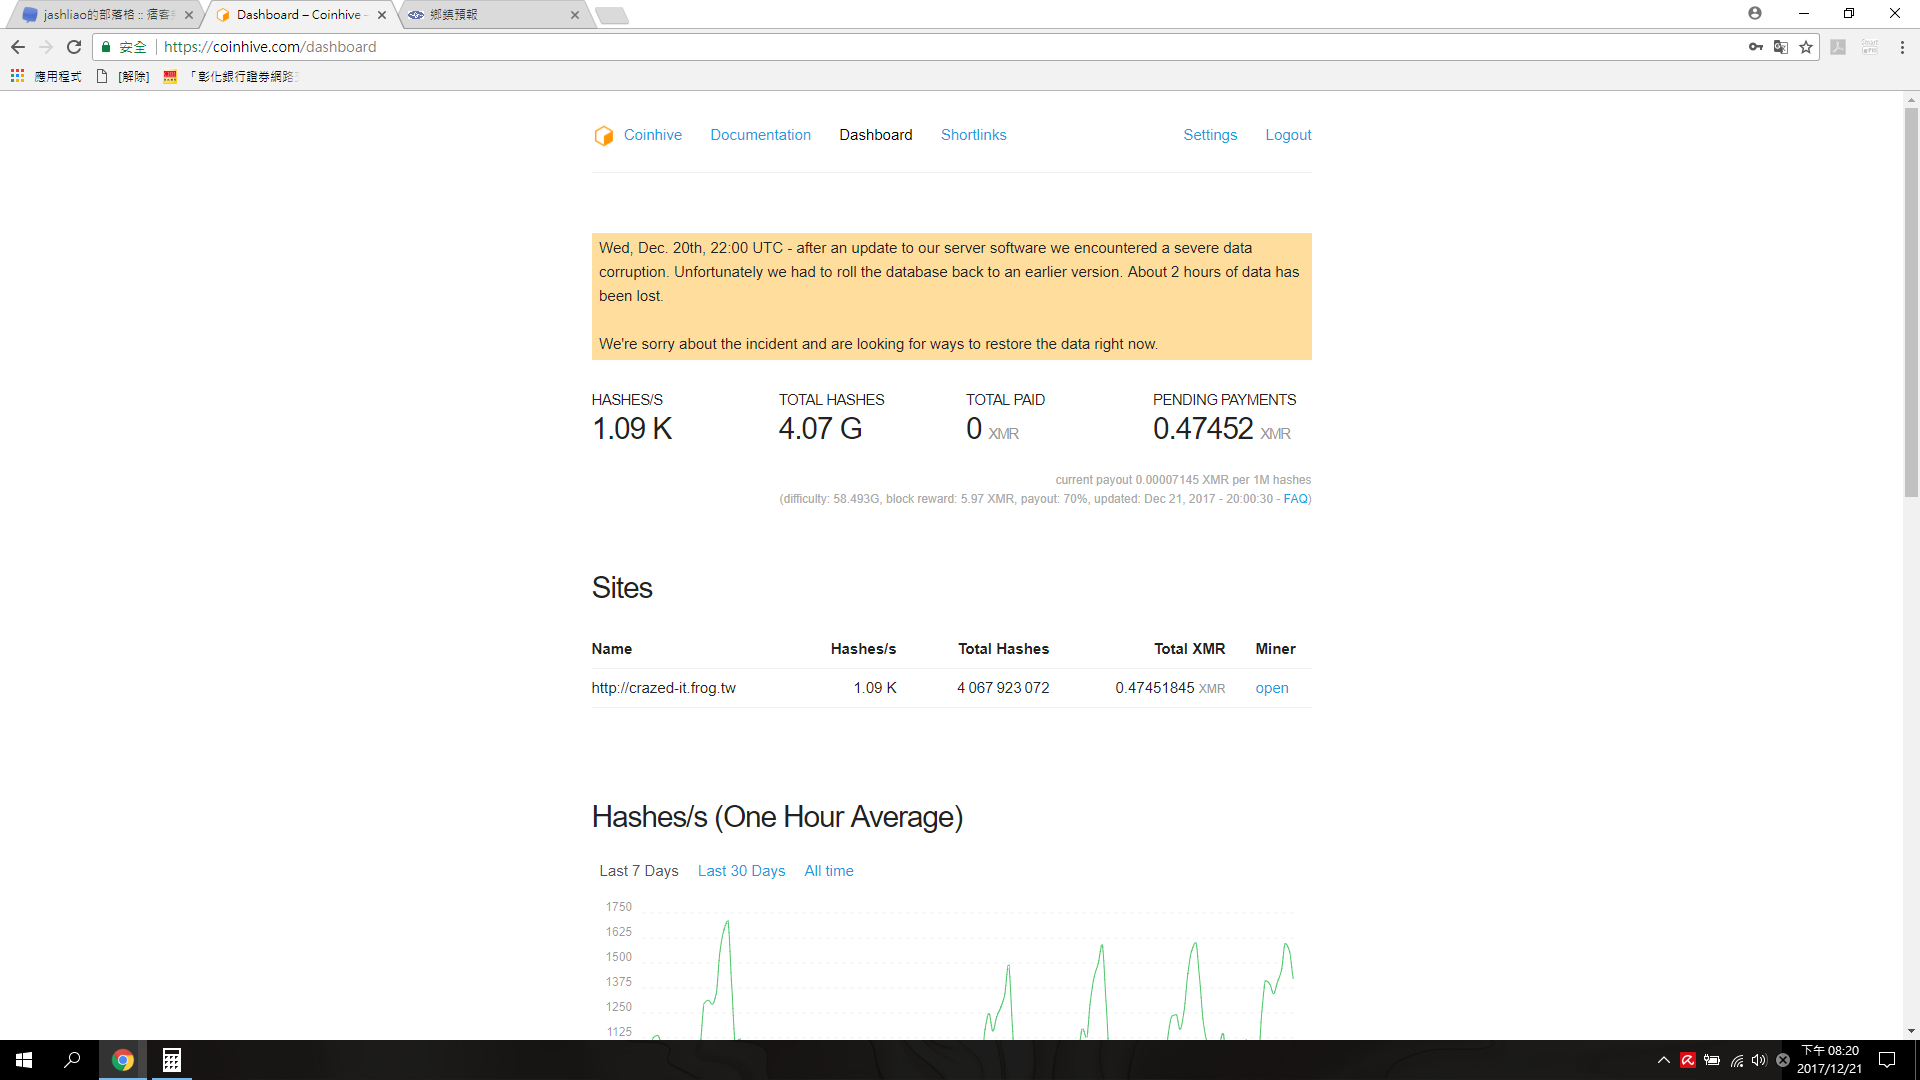 jashliao的部落格 :: 痞客
Dashboard – Coinhive -
鄉鎮預報
安全
https://coinhive.com/dashboard
應用程式
[解除]
「彰化銀行證券網路
Coinhive
Documentation
Dashboard
Shortlinks
Settings
Logout
Wed, Dec. 20th, 22:00 UTC - after an update to our server software we encountered a severe data
corruption. Unfortunately we had to roll the database back to an earlier version. About 2 hours of data has
been lost.
We're sorry about the incident and are looking for ways to restore the data right now.
HASHES/S TOTAL HASHES TOTAL PAID PENDING PAYMENTS
1.09 K 4.07 G 0 XMR 0.47452 XMR
current payout 0.00007145 XMR per 1M hashes
(difficulty: 58.493G, block reward: 5.97 XMR, payout: 70%, updated: Dec 21, 2017 - 20:00:30 - FAQ)
Sites
Name Hashes/s Total Hashes Total XMR Miner
http://crazed-it.frog.tw 1.09 K 4 067 923 072 0.47451845 XMR open
Hashes/s (One Hour Average)
Last 7 Days Last 30 Days All time
1750
1625
1500
1375
1250
1125
下午 08:20
2017/12/21